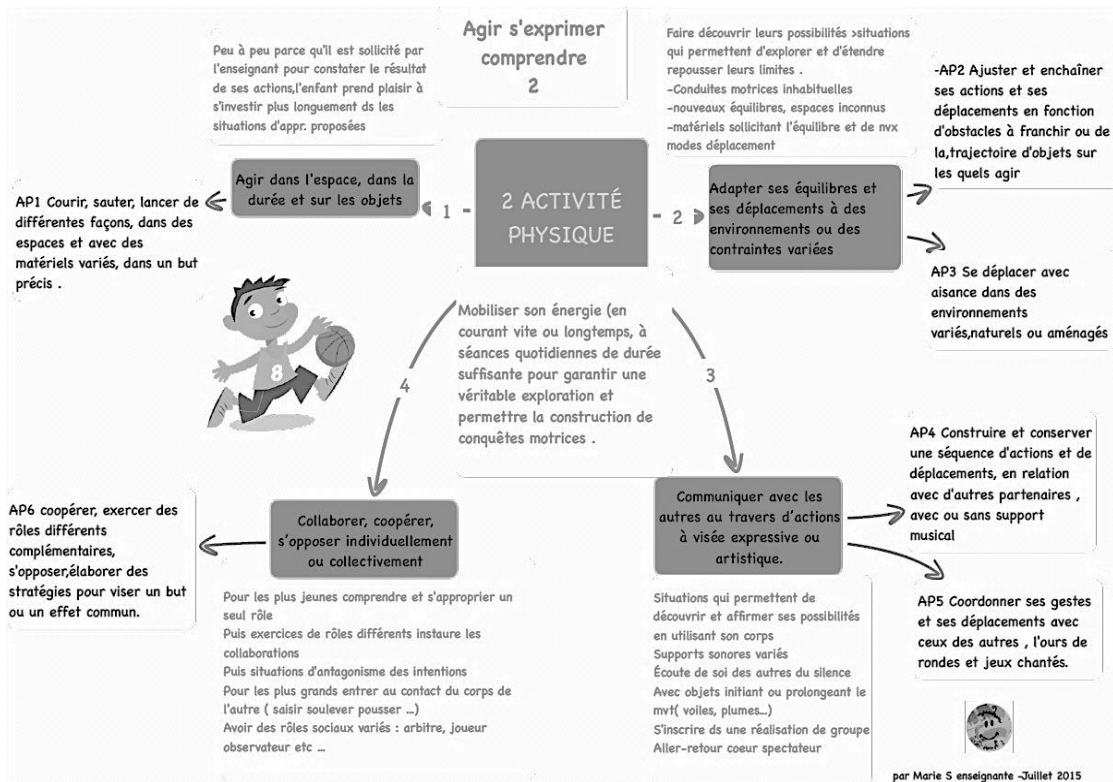 Agir s'exprimer
comprendre
2
Peu à peu parce qu'il est sollicité par
l'enseignant pour constater le résultat
de ses actions,l'enfant prend plaisir à
s'investir plus longuement ds les
situations d'appr. proposées
Faire découvrir leurs possibilités >situations
qui permettent d'explorer et d'étendre
repousser leurs limites .
-Conduites motrices inhabituelles
-nouveaux équilibres, espaces inconnus
-matériels sollicitant l'équilibre et de nvx
modes déplacement
-AP2 Ajuster et enchaîner
ses actions et ses
déplacements en fonction
d'obstacles à franchir ou de
la,trajectoire d'objets sur
les quels agir
2 ACTIVITÉ
PHYSIQUE
1
Agir dans l'espace, dans la
durée et sur les objets
AP1 Courir, sauter, lancer de
différentes façons, dans des
espaces et avec des
matériels variés, dans un but
précis .
2
Adapter ses équilibres et
ses déplacements à des
environnements ou des
contraintes variées
AP3 Se déplacer avec
aisance dans des
environnements
variés,naturels ou aménagés
Mobiliser son énergie (en
courant vite ou longtemps, à
séances quotidiennes de durée
suffisante pour garantir une
véritable exploration et
permettre la construction de
conquêtes motrices .
8
4
3
Communiquer avec les
autres au travers d'actions
à visée expressive ou
artistique.
AP4 Construire et conserver
une séquence d'actions et de
déplacements, en relation
avec d'autres partenaires ,
avec ou sans support
musical
AP5 Coordonner ses gestes
et ses déplacements avec
ceux des autres , l'ours de
rondes et jeux chantés.
Situations qui permettent de
découvrir et affirmer ses possibilités
en utilisant son corps
Supports sonores variés
Écoute de soi des autres du silence
Avec objets initiant ou prolongeant le
mvt( voiles, plumes...)
S'inscrire ds une réalisation de groupe
Aller-retour coeur spectateur
Collaborer, coopérer,
s'opposer individuellement
ou collectivement
AP6 coopérer, exercer des
rôles différents
complémentaires,
s'opposer,élaborer des
stratégies pour viser un but
ou un effet commun.
Pour les plus jeunes comprendre et s'approprier un
seul rôle
Puis exercices de rôles différents instaure les
collaborations
Puis situations d'antagonisme des intentions
Pour les plus grands entrer au contact du corps de
l'autre ( saisir soulever pousser ...)
Avoir des rôles sociaux variés : arbitre, joueur
observateur etc ...
par Marie S enseignante -Juillet 2015